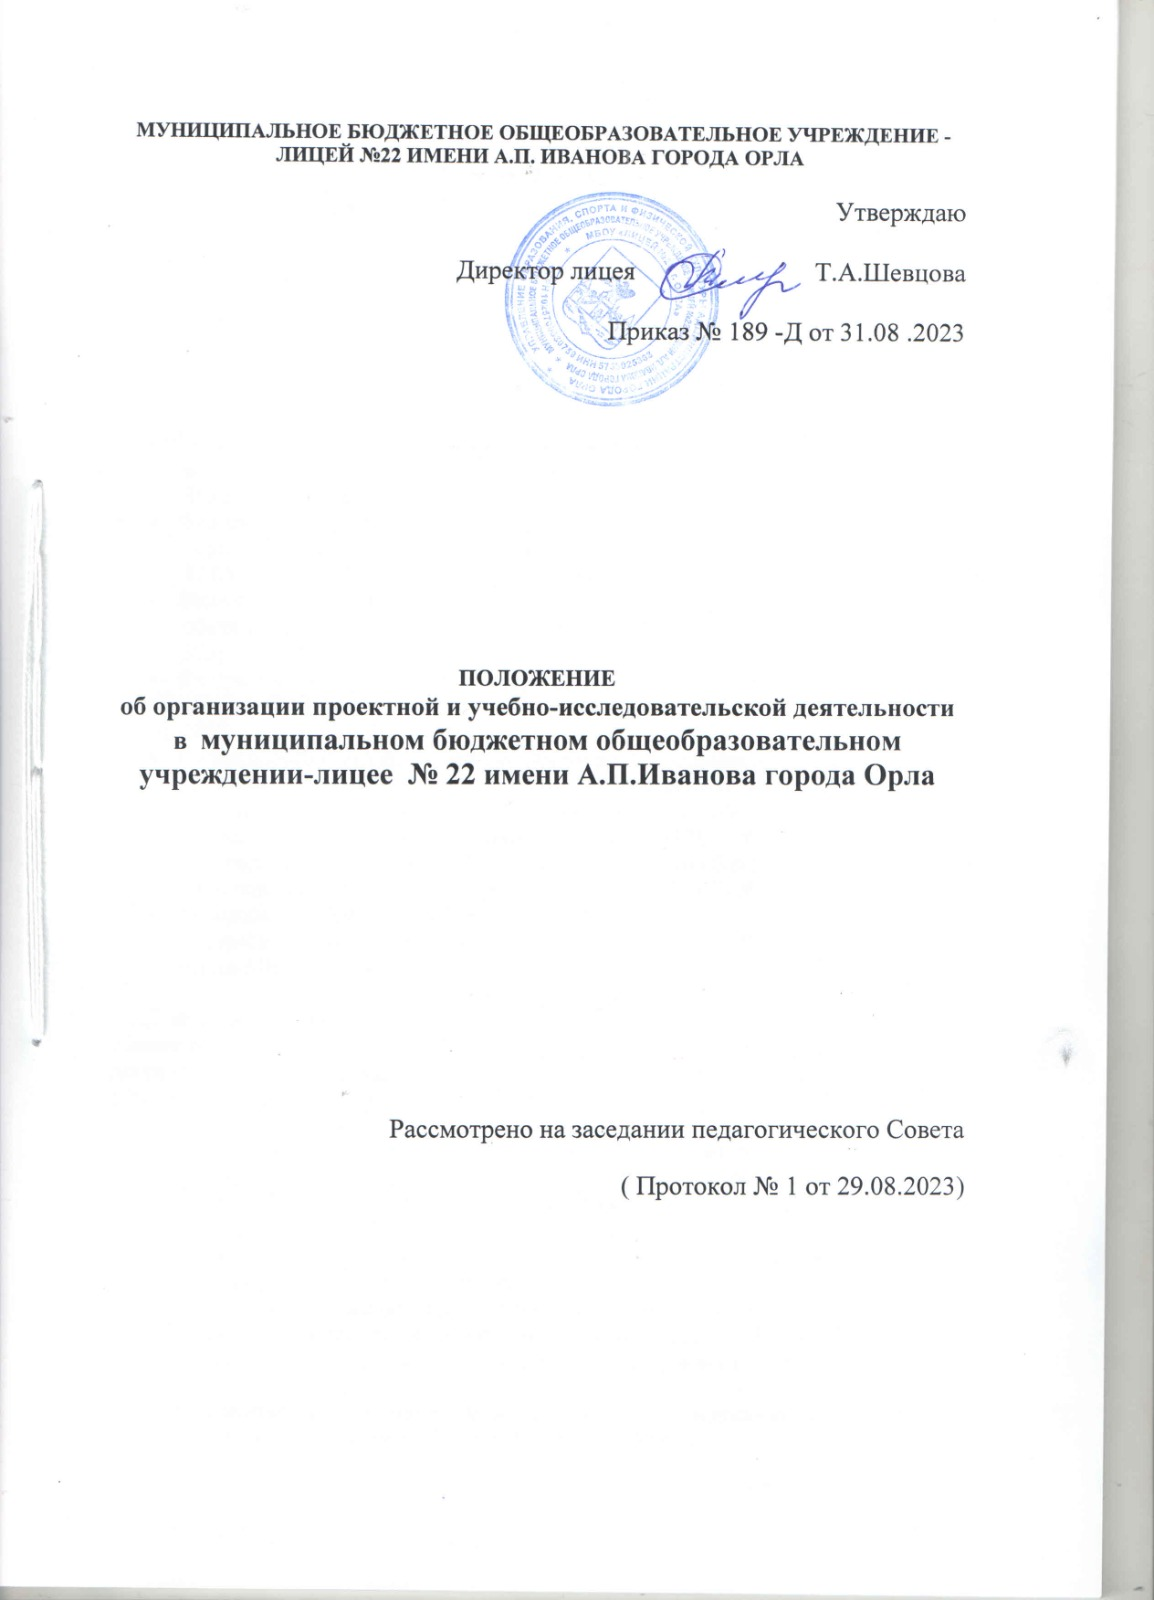 МУНИЦИПАЛЬНОЕ БЮДЖЕТНОЕ ОБЩЕОБРАЗОВАТЕЛЬНОЕ УЧРЕЖДЕНИЕ -
ЛИЦЕЙ №22 ИМЕНИ А.П. ИВАНОВА ГОРОДА ОРЛА
Утверждаю
Директор лицея Т.А.Шевцова
Приказ № 189 -Д от 31.08 .2023
ПОЛОЖЕНИЕ
об организации проектной и учебно-исследовательской деятельности
в муниципальном бюджетном общеобразовательном
учреждении-лицее № 22 имени А.П.Иванова города Орла
Рассмотрено на заседании педагогического Совета
( Протокол № 1 от 29.08.2023)